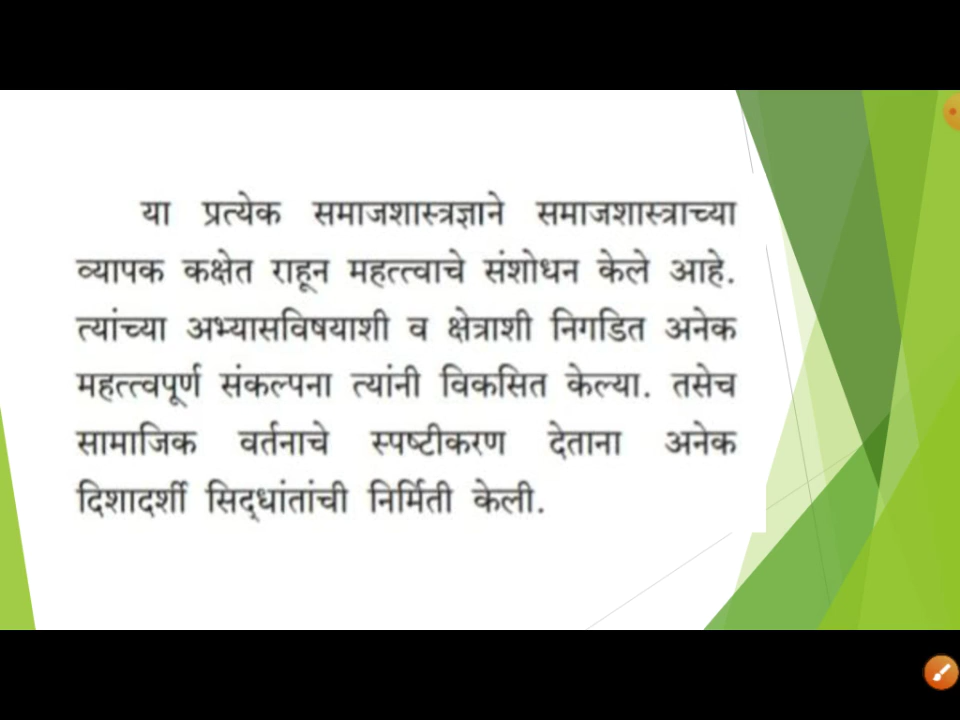 या प्रत्येक समाजशास्त्रज्ञाने समाजशास्त्राच्या
व्यापक कक्षेत राहून महत्त्वाचे संशोधन केले आहे.
त्यांच्या अभ्यासविषयाशी व क्षेत्राशी निगडित अनेक
महत्त्वपूर्ण संकल्पना त्यांनी विकसित केल्या. तसेच
सामाजिक वर्तनाचे स्पष्टीकरण देताना अनेक
दिशादर्शी सिद्‌धांतांची निर्मिती केली.